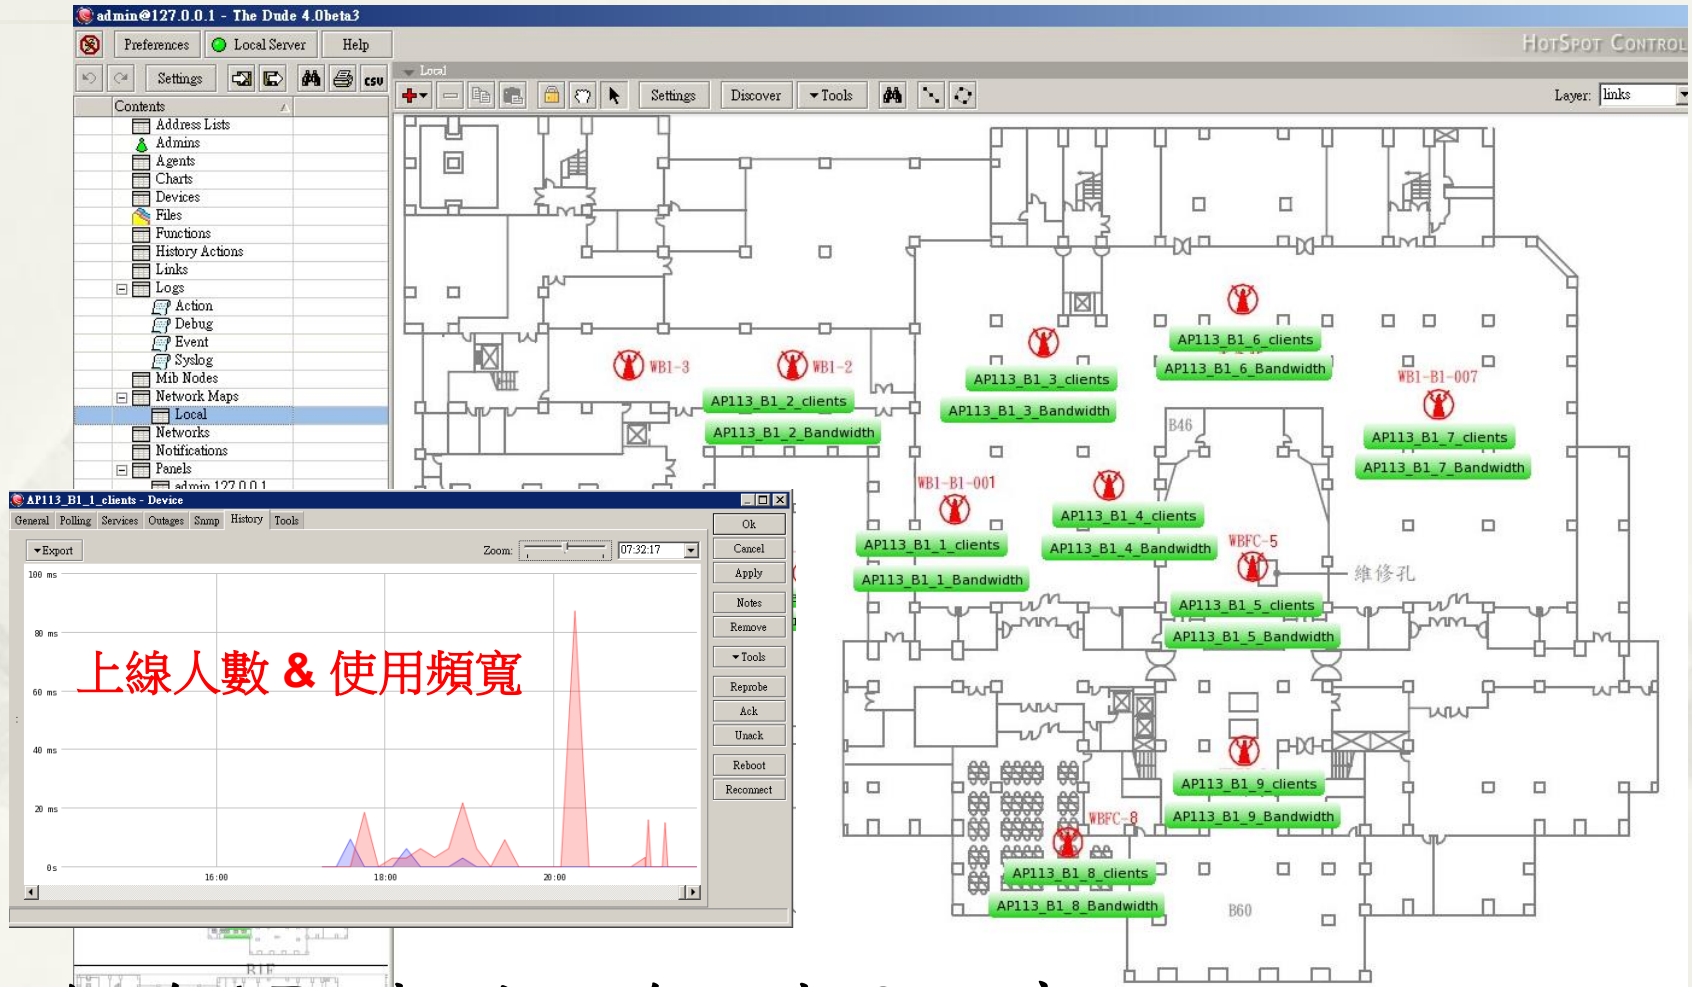 admin@127.0.0.1 - The Dude 4.0beta3
Preferences
Local Server
Help
HotSpot Control
Settings
csv
Local
Settings
Discover
Tools
Layer:
links
Contents
Address Lists
Admins
Agents
Charts
Devices
Files
Functions
History Actions
Links
Logs
Action
Debug
Event
Syslog
Mib Nodes
Network Maps
Local
Networks
Notifications
Panels
admin 127.0.0.1
WB1-3
WB1-2
AP113_B1_2_clients
AP113_B1_2_Bandwidth
AP113_B1_3_clients
AP113_B1_3_Bandwidth
AP113_B1_6_clients
AP113_B1_6_Bandwidth
WB1-B1-007
AP113_B1_7_clients
AP113_B1_7_Bandwidth
B46
WB1-B1-001
AP113_B1_1_clients
AP113_B1_1_Bandwidth
AP113_B1_4_clients
AP113_B1_4_Bandwidth
WBFC-5
維修孔
AP113_B1_5_clients
AP113_B1_5_Bandwidth
AP113_B1_9_clients
AP113_B1_9_Bandwidth
WBFC-8
AP113_B1_8_clients
AP113_B1_8_Bandwidth
B60
AP113_B1_1_clients - Device
General
Polling
Services
Outages
Snmp
History
Tools
Export
Zoom:
07:32:17
100 ms
80 ms
60 ms
40 ms
20 ms
0s
16:00
18:00
20:00
上線人數 & 使用頻寬
Ok
Cancel
Apply
Notes
Remove
Tools
Reprobe
Ack
Unack
Reboot
Reconnect